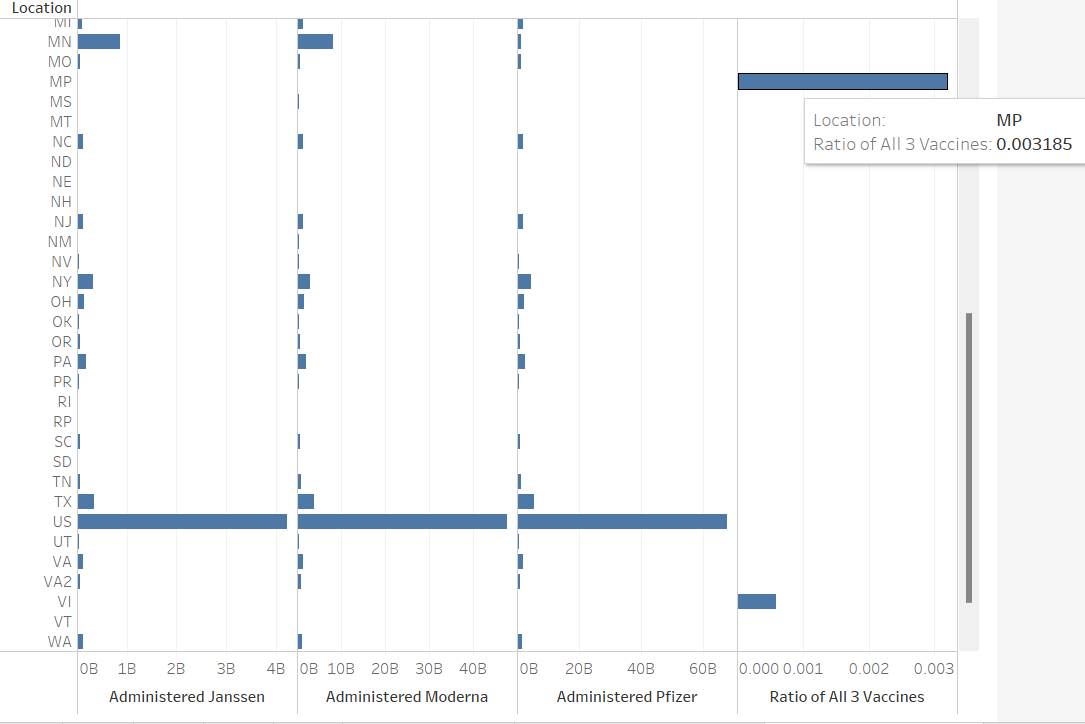 Location
MI
MN
MO
MP
MS
MT
NC
ND
NE
NH
NJ
NM
NV
NY
OH
OK
OR
PA
PR
RI
RP
SC
SD
TN
TX
US
UT
VA
VA2
VI
VT
WA
Location: MP
Ratio of All 3 Vaccines: 0.003185
0B 1B 2B 3B 4B 0B 10B 20B 30B 40B 0B 20B 40B 60B 0.000 0.001 0.002 0.003
Administered Janssen Administered Moderna Administered Pfizer Ratio of All 3 Vaccines